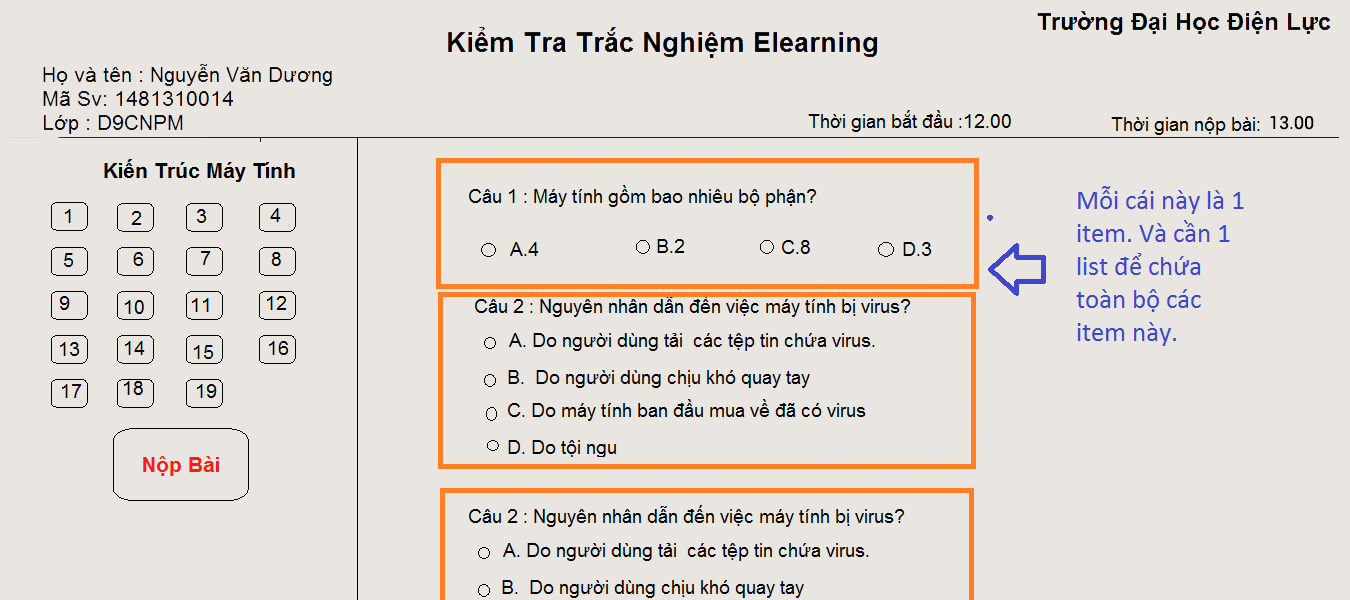 Trường Đại Học Điện Lực
Kiểm Tra Trắc Nghiệm Elearning
Họ và tên : Nguyễn Văn Dương
Mã Sv: 1481310014
Lớp : D9CNPM
Thời gian bắt đầu :12.00
Thời gian nộp bài: 13.00
Kiến Trúc Máy Tính
1 2 3 4
5 6 7 8
9 10 11 12
13 14 15 16
17 18 19
Nộp Bài
Câu 1 : Máy tính gồm bao nhiêu bộ phận?
A.4 B.2 C.8 D.3
Câu 2 : Nguyên nhân dẫn đến việc máy tính bị virus?
A. Do người dùng tải các tệp tin chứa virus.
B. Do người dùng chịu khó quay tay
C. Do máy tính ban đầu mua về đã có virus
D. Do tội ngu
Câu 2 : Nguyên nhân dẫn đến việc máy tính bị virus?
A. Do người dùng tải các tệp tin chứa virus.
B. Do người dùng chịu khó quay tay
Mỗi cái này là 1
item. Và cần 1
list để chứa
toàn bộ các
item này.